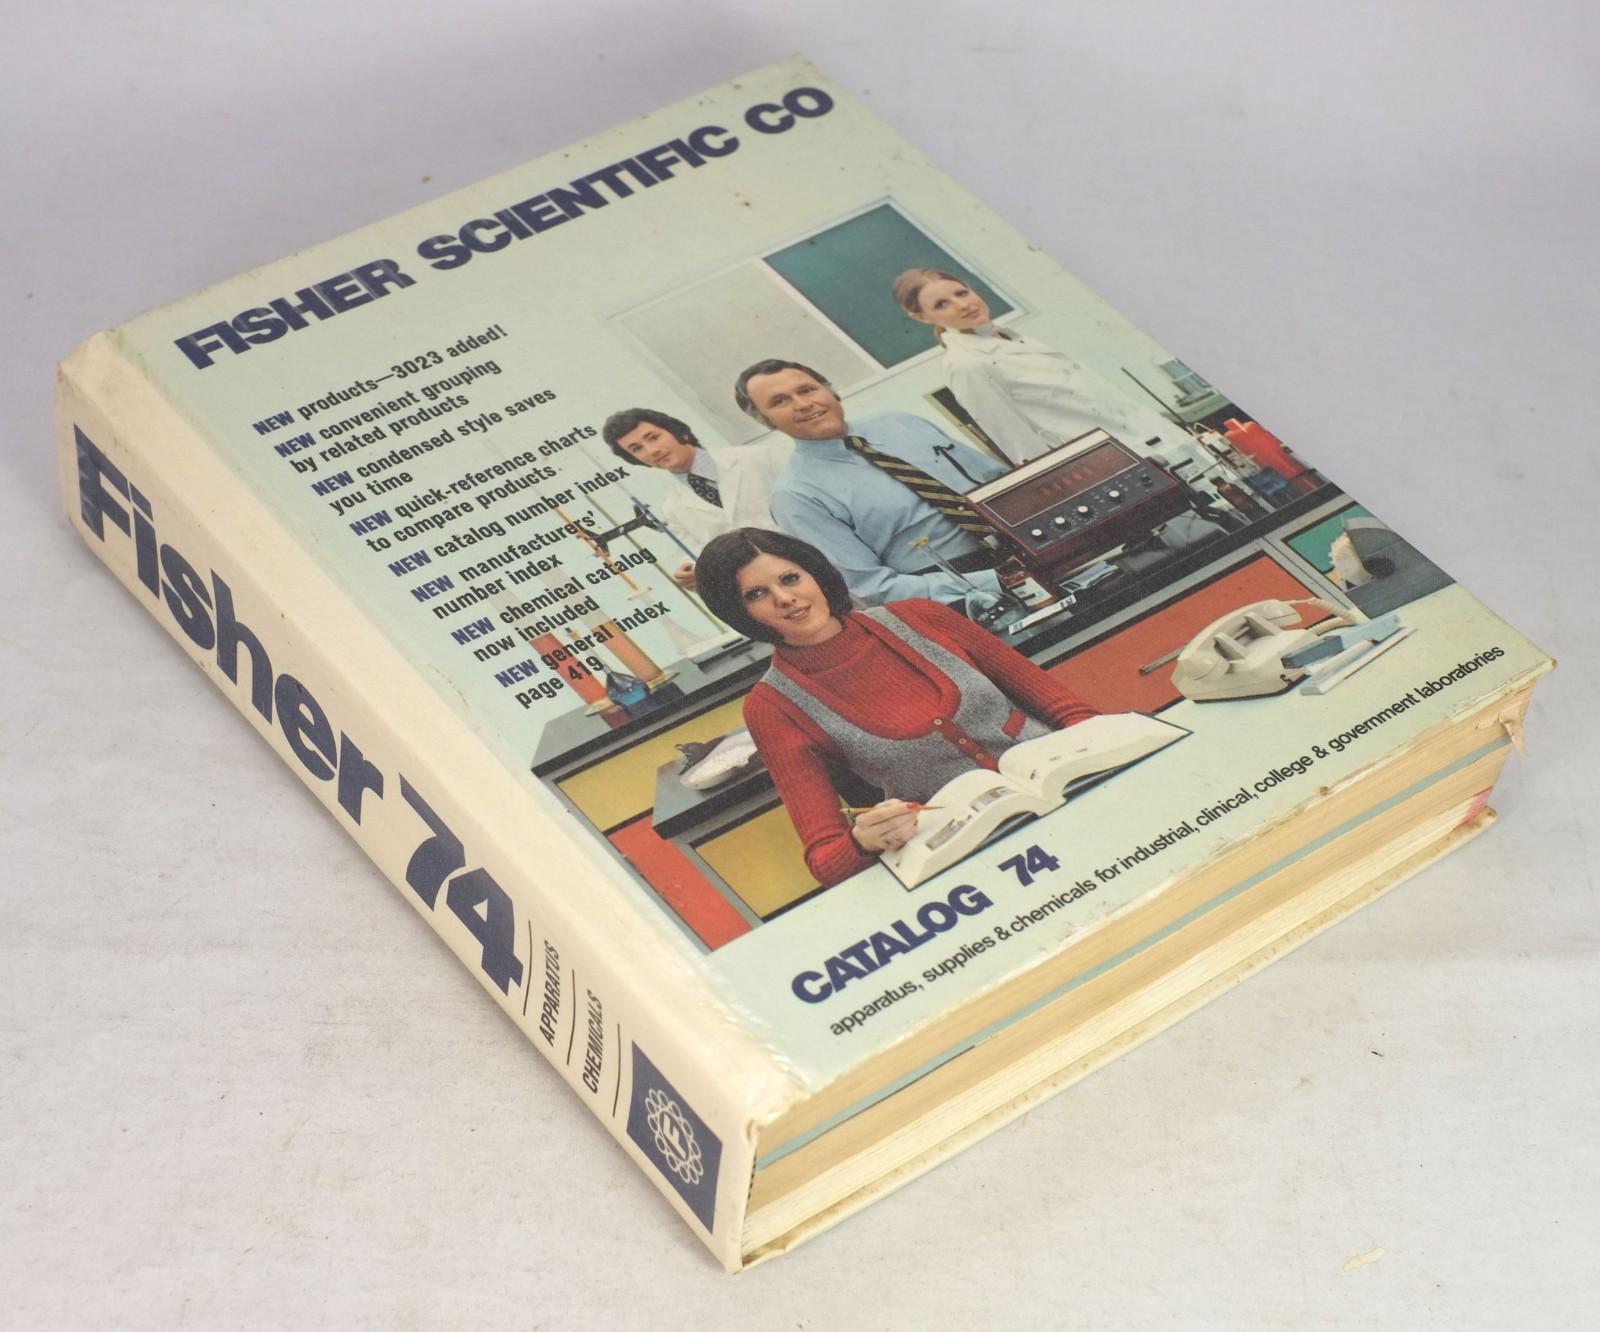 FISHER SCIENTIFIC CO
NEW products—3023 added!
NEW convenient grouping
by related products
NEW condensed style saves
you time
NEW quick-reference charts
to compare products
NEW catalog number index
NEW manufacturers'
number index
NEW chemical catalog
now included
NEW general index
page 419
CATALOG 74
apparatus, supplies & chemicals for industrial, clinical, college & government laboratories
Fisher 74
APPARATUS
CHEMICALS
F